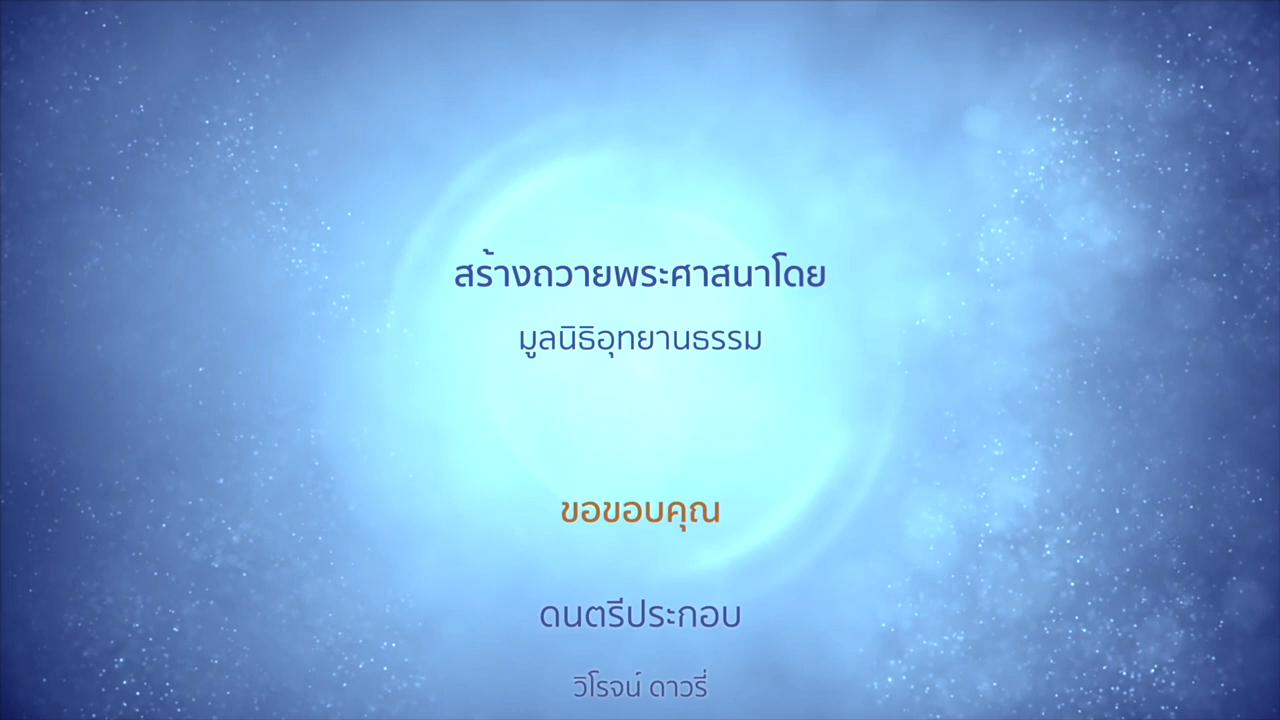 สร้างถวายพระศาสนาโดย
มูลนิธิอุทยานธรรม
ขอขอบคุณ
ดนตรีประกอบ
วิโรจน์ ดาวรี่